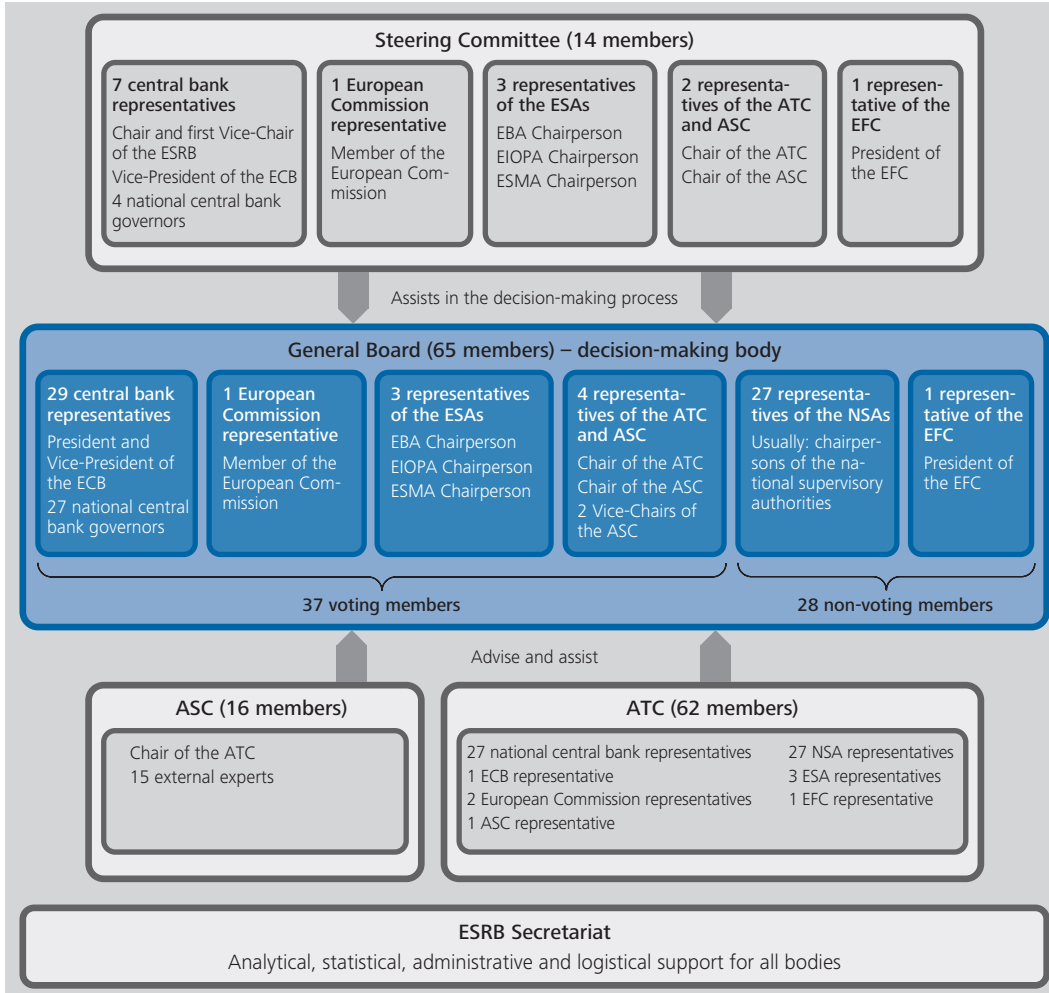 Steering Committee (14 members)
7 central bank
representatives
Chair and first Vice-Chair
of the ESRB
Vice-President of the ECB
4 national central bank
governors
1 European
Commission
representative
Member of the
European Com-
mission
3 representatives
of the ESAs
EBA Chairperson
EIOPA Chairperson
ESMA Chairperson
2 representa-
tives of the ATC
and ASC
Chair of the ATC
Chair of the ASC
1 represen-
tative of the
EFC
President of
the EFC
Assists in the decision-making process
General Board (65 members) – decision-making body
29 central bank
representatives
President and
Vice-President of
the ECB
27 national central
bank governors
1 European
Commission
representative
Member of the
European Com-
mission
3 representatives
of the ESAs
EBA Chairperson
EIOPA Chairperson
ESMA Chairperson
4 representa-
tives of the ATC
and ASC
Chair of the ATC
Chair of the ASC
2 Vice-Chairs of
the ASC
27 representa-
tives of the NSAs
Usually: chairper-
sons of the na-
tional supervisory
authorities
1 represen-
tative of the
EFC
President of
the EFC
37 voting members
28 non-voting members
Advise and assist
ASC (16 members)
Chair of the ATC
15 external experts
ATC (62 members)
27 national central bank representatives
1 ECB representative
2 European Commission representatives
1 ASC representative
27 NSA representatives
3 ESA representatives
1 EFC representative
ESRB Secretariat
Analytical, statistical, administrative and logistical support for all bodies